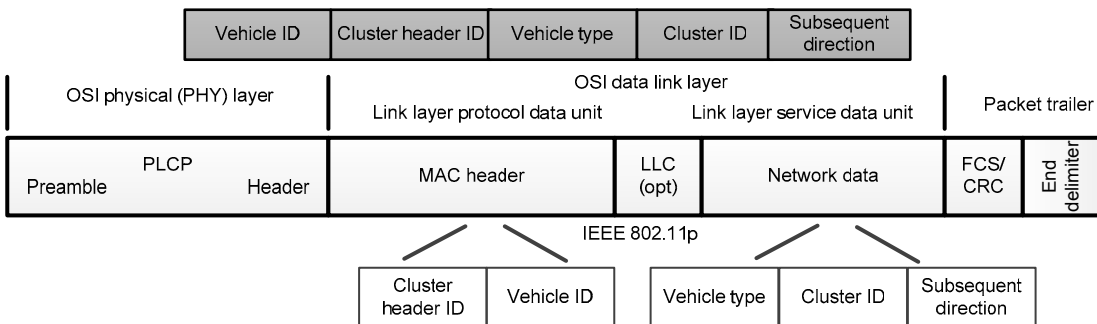 Vehicle ID Cluster header ID Vehicle type Cluster ID Subsequent direction
OSI data link layer
OSI physical (PHY) layer
Packet trailer
Link layer protocol data unit Link layer service data unit
PLCP
Preamble Header
MAC header
LLC
(opt)
Network data
FCS/
CRC
End
delimiter
IEEE 802.11p
Cluster
header ID
Vehicle ID
Vehicle type
Cluster ID
Subsequent
direction